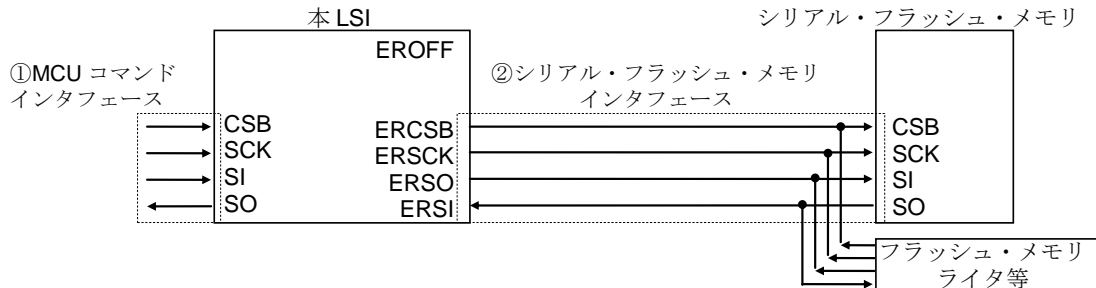 本 LSI
シリアル・フラッシュ・メモリ
EROFF
①MCU コマンド
インタフェース
②シリアル・フラッシュ・メモリ
インタフェース
CSB
SCK
SI
SO
ERCSB
ERSCK
ERSO
ERSI
CSB
SCK
SI
SO
フラッシュ・メモリ
ライタ等